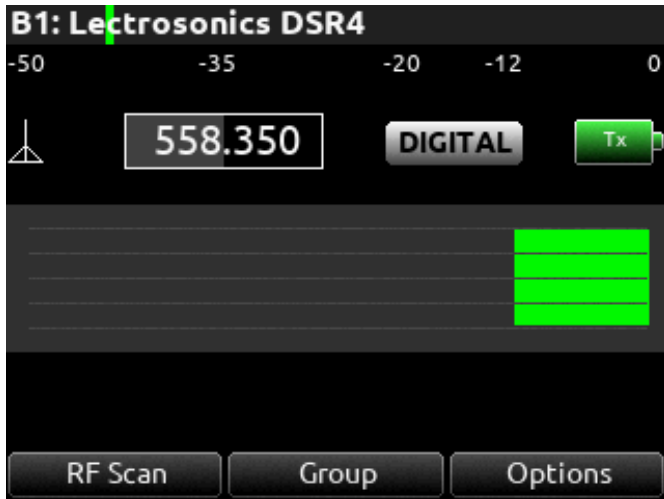 B1: Lectrosonics DSR4
-50 -35 -20 -12 0
558.350 DIGITAL Tx
RF Scan Group Options